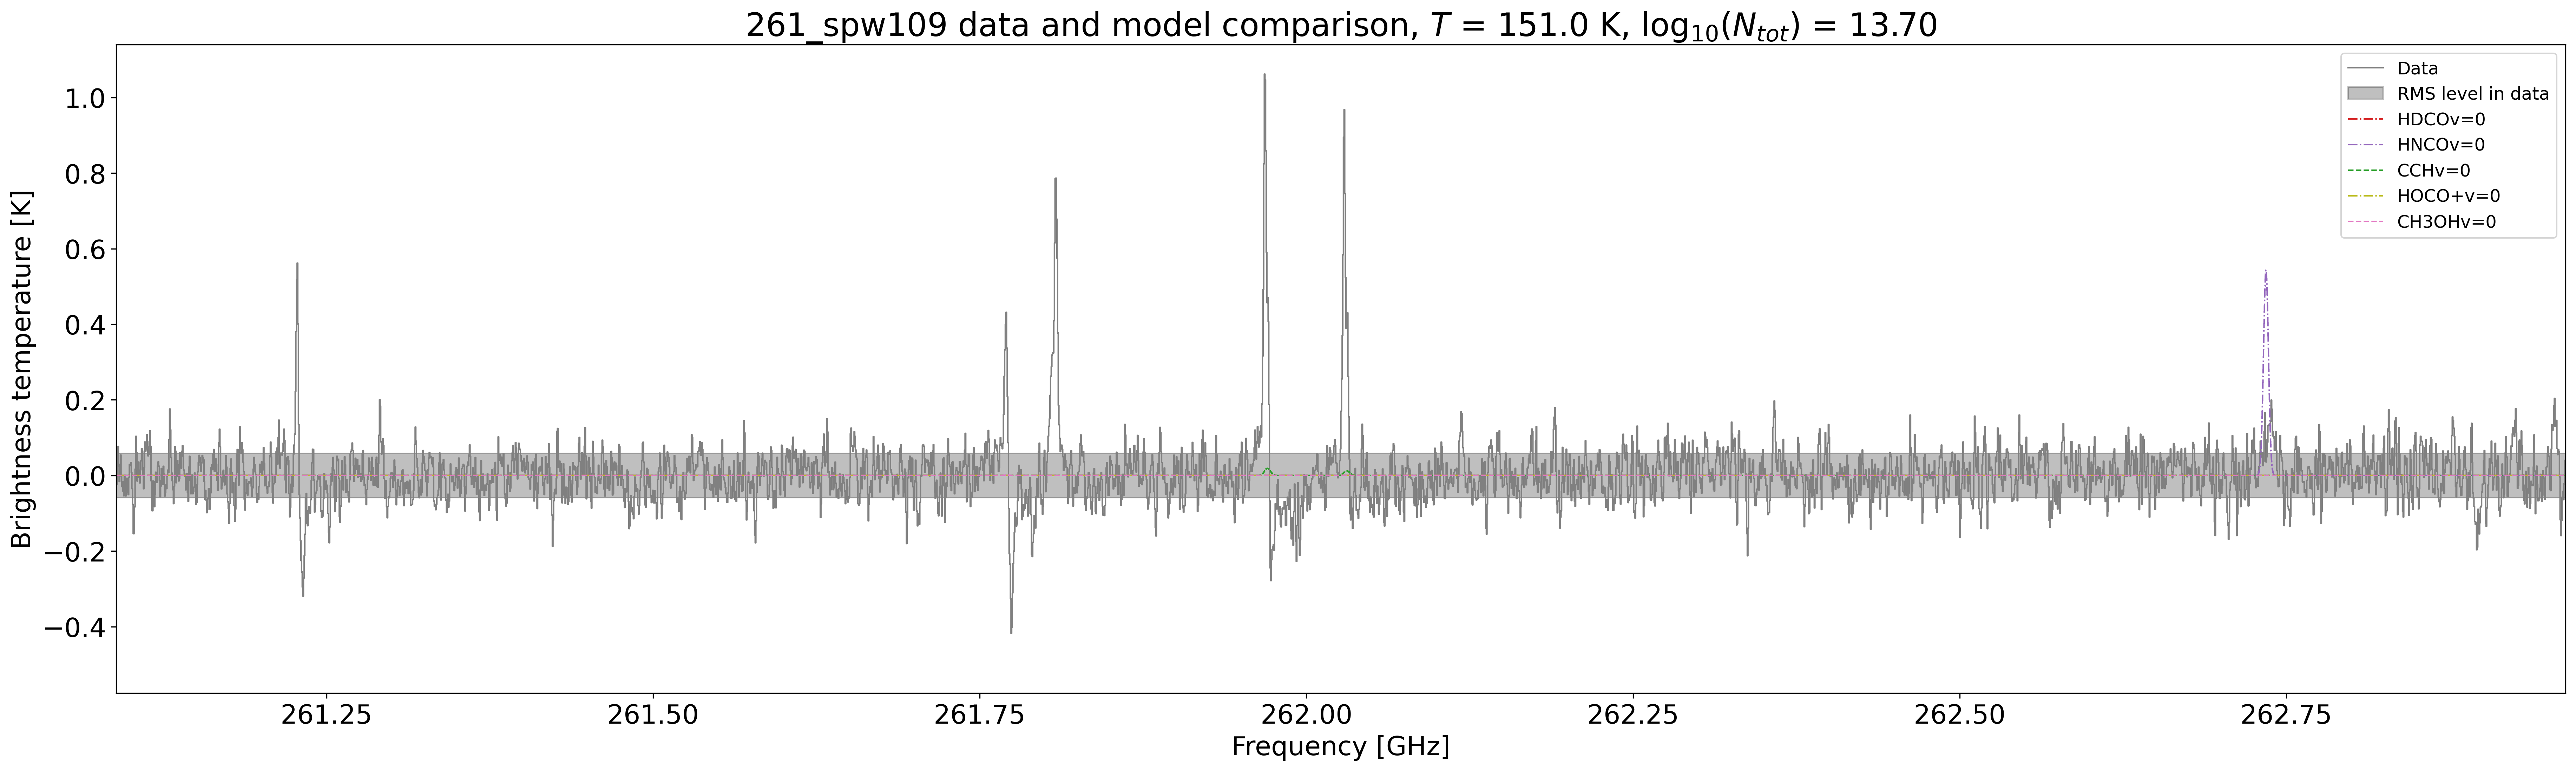 261_spw109 data and model comparison, T = 151.0 K, log10(Ntot) = 13.70
Brightness temperature [K]
1.0
0.8
0.6
0.4
0.2
0.0
−0.2
−0.4
Data
RMS level in data
HDCOv=0
HNCOv=0
CCHv=0
HOCO+v=0
CH3OHv=0
261.25 261.50 261.75 262.00 262.25 262.50 262.75
Frequency [GHz]